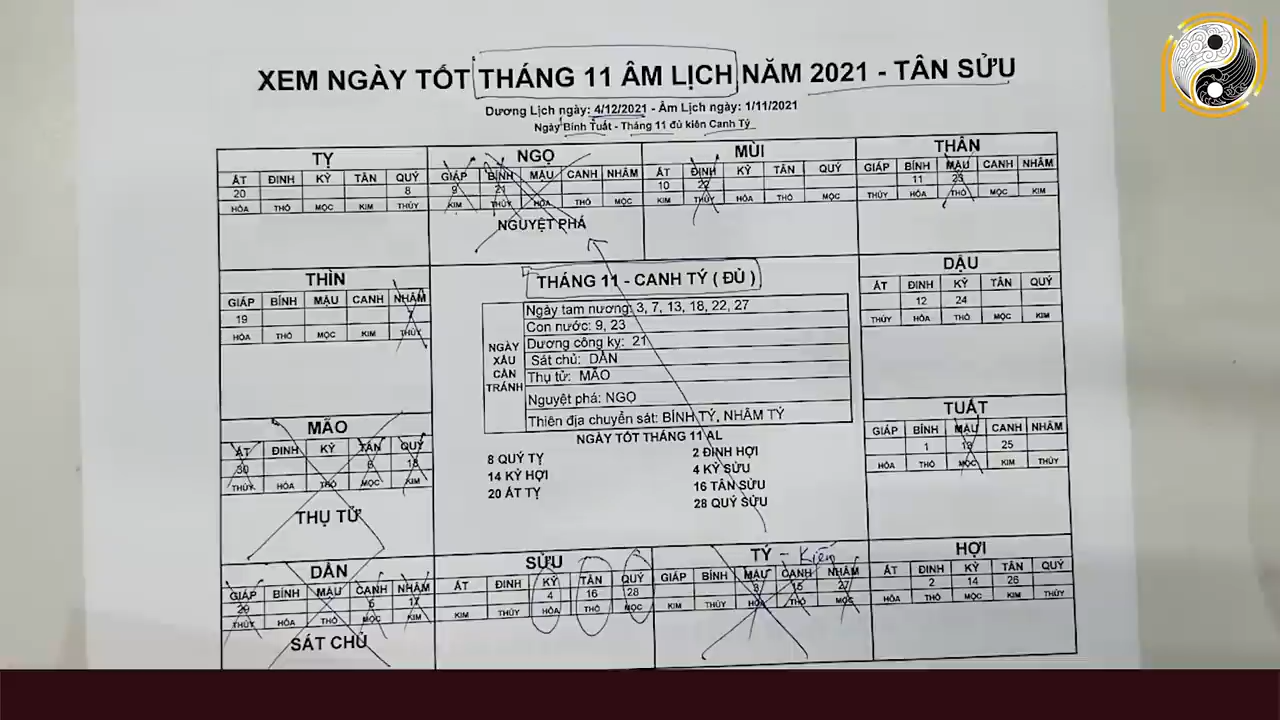 XEM NGÀY TỐT THÁNG 11 ÂM LỊCH NĂM 2021 - TÂN SỬU
Dương Lịch ngày: 4/12/2021 - Âm Lịch ngày: 1/11/2021
Ngày Bính Tuất - Tháng 11 đủ kiên Canh Tý
TỴ
ẤT ĐINH KỶ TÂN QUÝ
20 8
HỎA THỔ MỘC KIM THỦY
NGỌ
GIÁP BÍNH MẬU CANH NHÂM
9 21
KIM THỦY HỎA THỔ MỘC
NGUYỆT PHÁ
MÙI
ẤT ĐINH KỶ TÂN QUÝ
10 22
KIM THỦY HỎA THỔ MỘC
THÂN
GIÁP BÍNH MẬU CANH NHÂM
11 23
THỦY HỎA THỔ MỘC KIM
THÌN
GIÁP BÍNH MẬU CANH NHÂM
19 7
HỎA THỔ MỘC KIM THỦY
THÁNG 11 - CANH TÝ ( ĐỦ )
NGÀY XẤU CẦN TRÁNH
Ngày tam nương: 3, 7, 13, 18, 22, 27
Con nước: 9, 23
Dương công kỵ: 21
Sát chủ: DẦN
Thụ tử: MÃO
Nguyệt phá: NGỌ
Thiên địa chuyển sát: BÍNH TÝ, NHÂM TÝ
NGÀY TỐT THÁNG 11 AL
8 QUÝ TỴ 2 ĐINH HỢI
14 KỶ HỢI 4 KỶ SỬU
20 ẤT TỴ 16 TÂN SỬU
28 QUÝ SỬU
DẬU
ẤT ĐINH KỶ TÂN QUÝ
12 24
THỦY HỎA THỔ MỘC KIM
MÃO
ẤT ĐINH KỶ TÂN QUÝ
30 6 18
THỦY HỎA THỔ MỘC KIM
THỤ TỬ
TUẤT
GIÁP BÍNH MẬU CANH NHÂM
1 13 25
HỎA THỔ MỘC KIM THỦY
DẦN
GIÁP BÍNH MẬU CANH NHÂM
29 5 17
THỦY HỎA THỔ MỘC KIM
SÁT CHỦ
SỬU
ẤT ĐINH KỶ TÂN QUÝ
4 16 28
KIM THỦY HỎA THỔ MỘC
TÝ - Kiến
GIÁP BÍNH MẬU CANH NHÂM
3 15 27
KIM THỦY HỎA THỔ MỘC
HỢI
ẤT ĐINH KỶ TÂN QUÝ
2 14 26
HỎA THỔ MỘC KIM THỦY